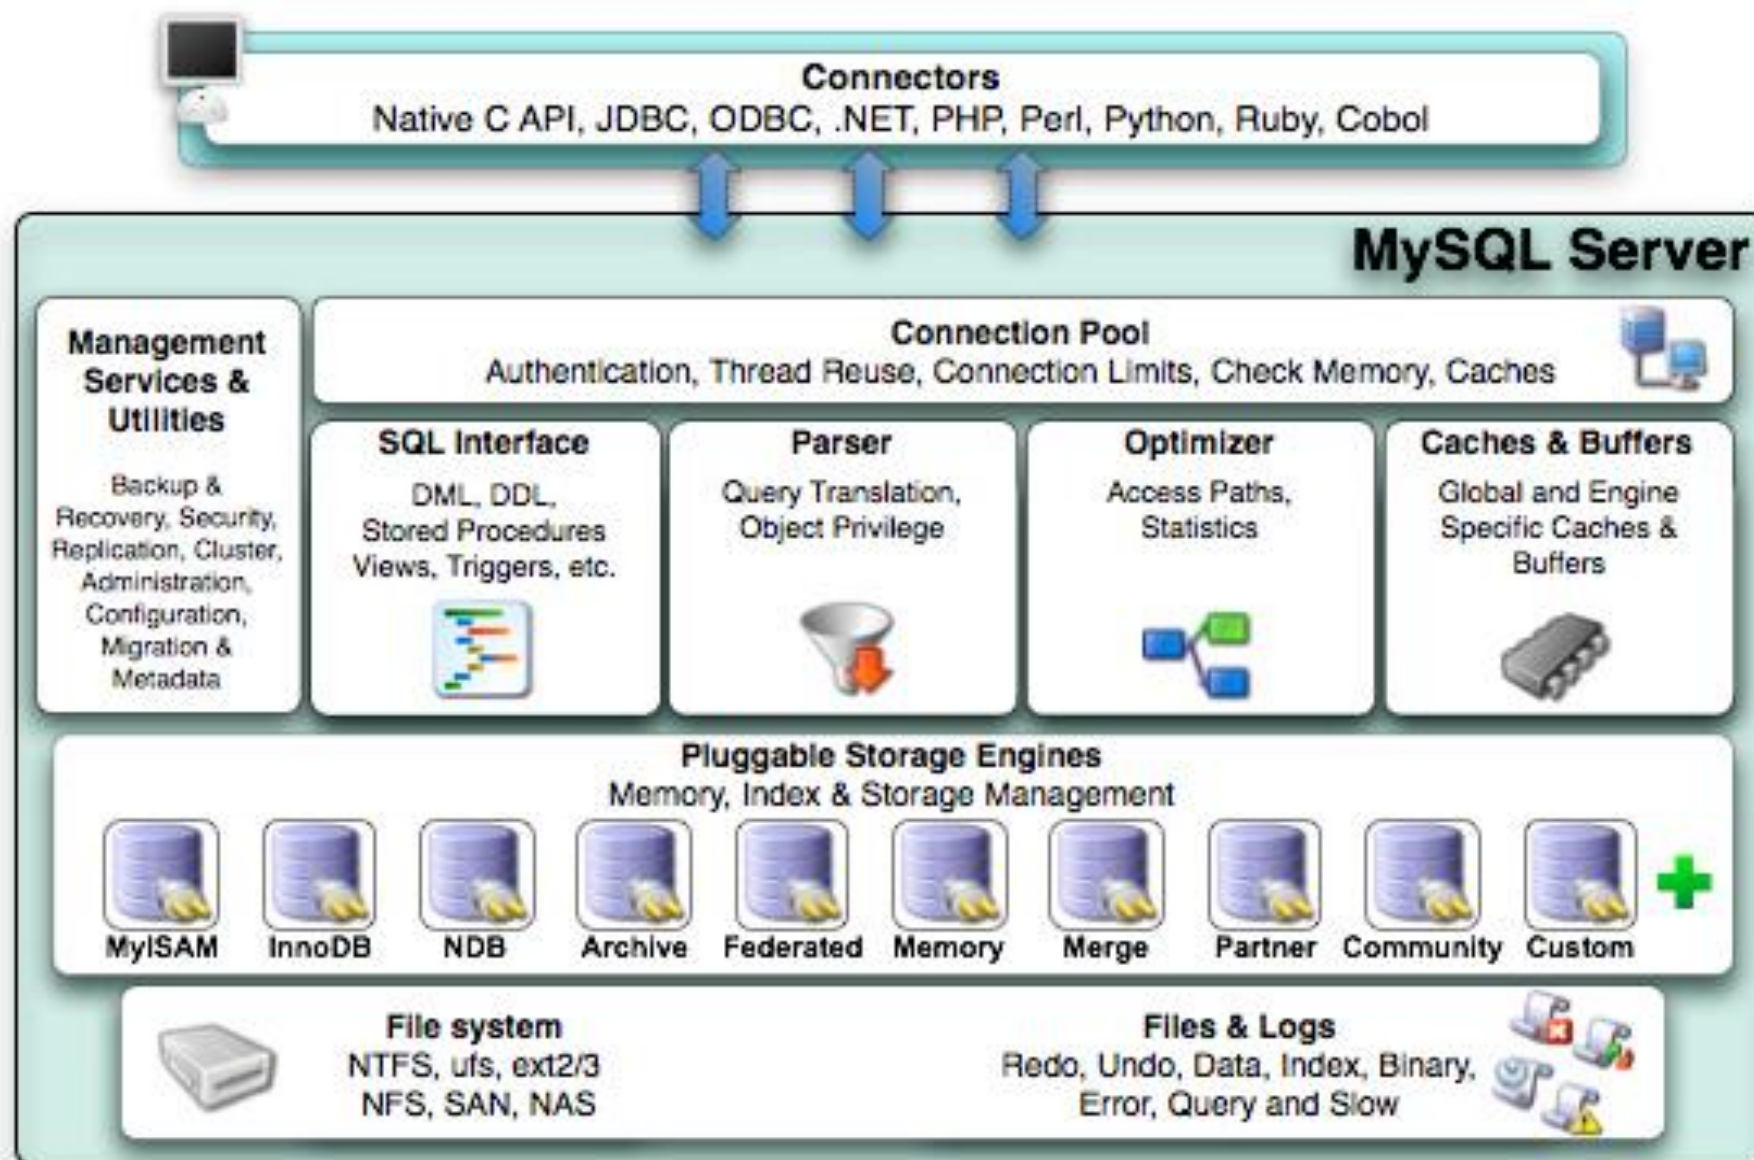 Connectors
Native C API, JDBC, ODBC, .NET, PHP, Perl, Python, Ruby, Cobol
MySQL Server
Management
Services &
Utilities
Backup &
Recovery, Security,
Replication, Cluster,
Administration,
Configuration,
Migration &
Metadata
Connection Pool
Authentication, Thread Reuse, Connection Limits, Check Memory, Caches
SQL Interface
DML, DDL,
Stored Procedures
Views, Triggers, etc.
Parser
Query Translation,
Object Privilege
Optimizer
Access Paths,
Statistics
Caches & Buffers
Global and Engine
Specific Caches &
Buffers
Pluggable Storage Engines
Memory, Index & Storage Management
MyISAM
InnoDB
NDB
Archive
Federated
Memory
Merge
Partner
Community
Custom
File system
NTFS, ufs, ext2/3
NFS, SAN, NAS
Files & Logs
Redo, Undo, Data, Index, Binary,
Error, Query and Slow